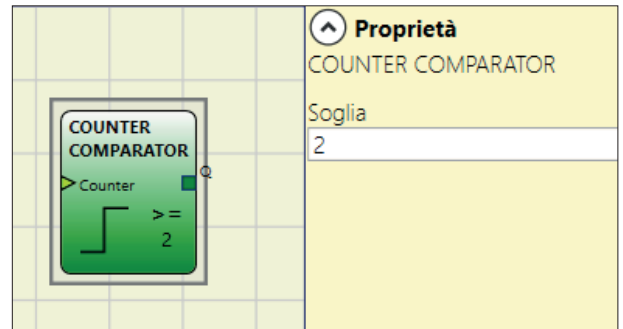 COUNTER
COMPARATOR
Counter
Q
>=
2
Proprietà
COUNTER COMPARATOR
Soglia
2